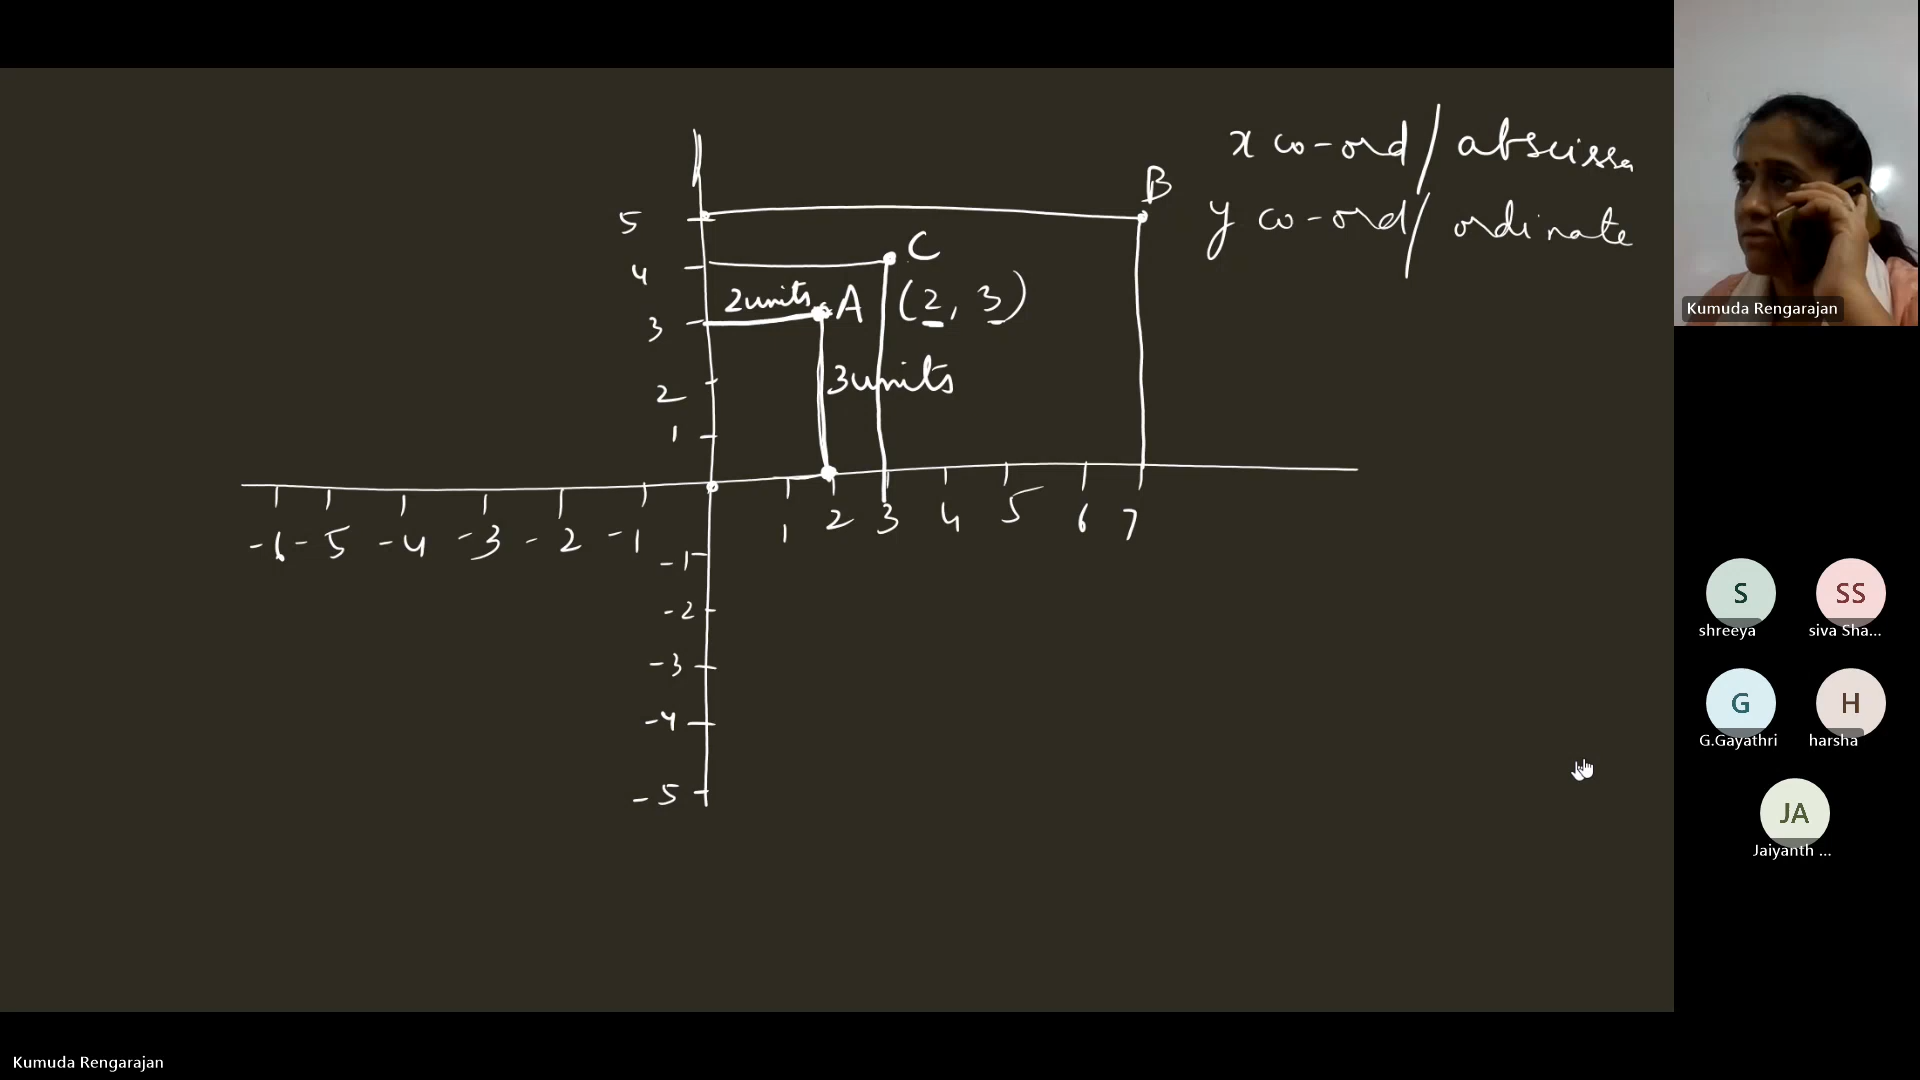 x co-ord / abscissa
y co-ord / ordinate
B
5
C
4
2units A (2, 3)
3
3units
2
1
-6 -5 -4 -3 -2 -1 1 2 3 4 5 6 7
-1
-2
-3
-4
-5
Kumuda Rengarajan
S SS
shreeya siva Sha...
G H
G.Gayathri harsha
JA
Jaiyanth ...
Kumuda Rengarajan